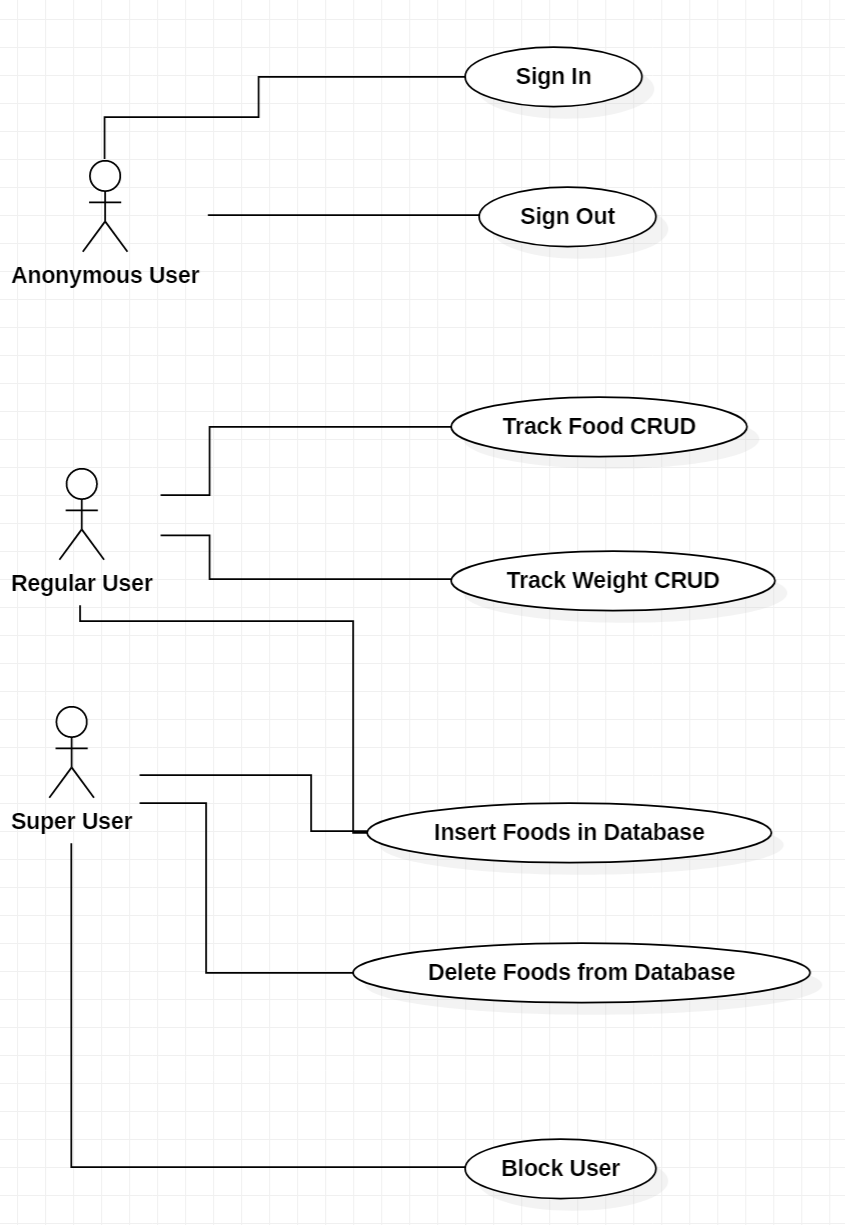 Sign In
Sign Out
Anonymous User
Track Food CRUD
Track Weight CRUD
Regular User
Super User
Insert Foods in Database
Delete Foods from Database
Block User